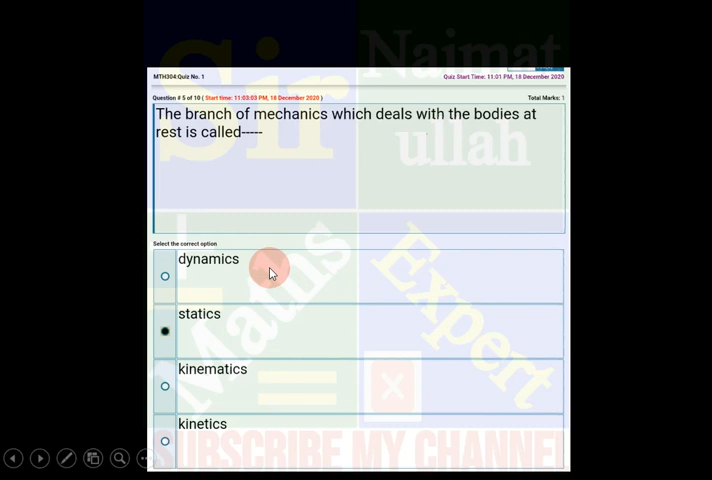 Naimat
Sir
MTH304:Quiz No. 1
Quiz Start Time: 11:01 PM, 18 December 2020
Question # 5 of 10 ( Start time: 11:03:03 PM, 18 December 2020 )
Total Marks: 1
The branch of mechanics which deals with the bodies at
rest is called-----
ullah
Select the correct option
dynamics
statics
kinematics
kinetics
Maths
Expert
SUBSCRIBE MY CHANNEL